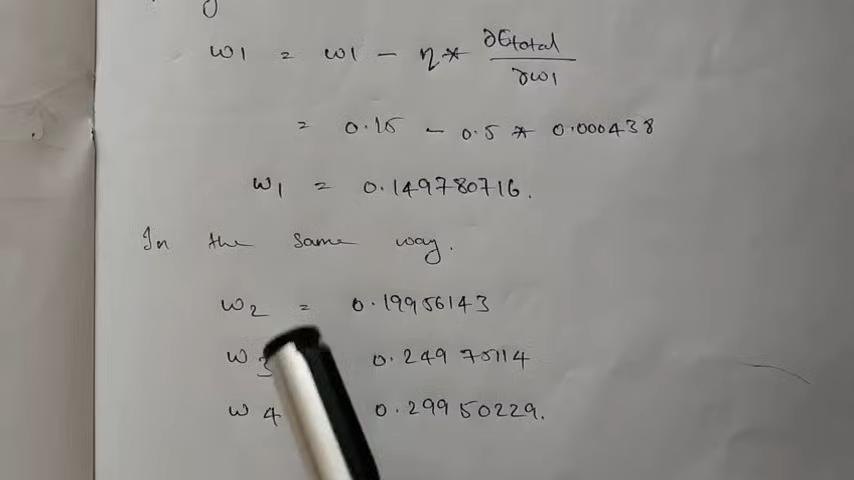 w1 = w1 - η* ∂Etotal / ∂w1
= 0.15 - 0.5 * 0.000438
w1 = 0.149780716.
In the same way.
w2 = 0.19956143
w3 0.24975114
w4 0.29950229.